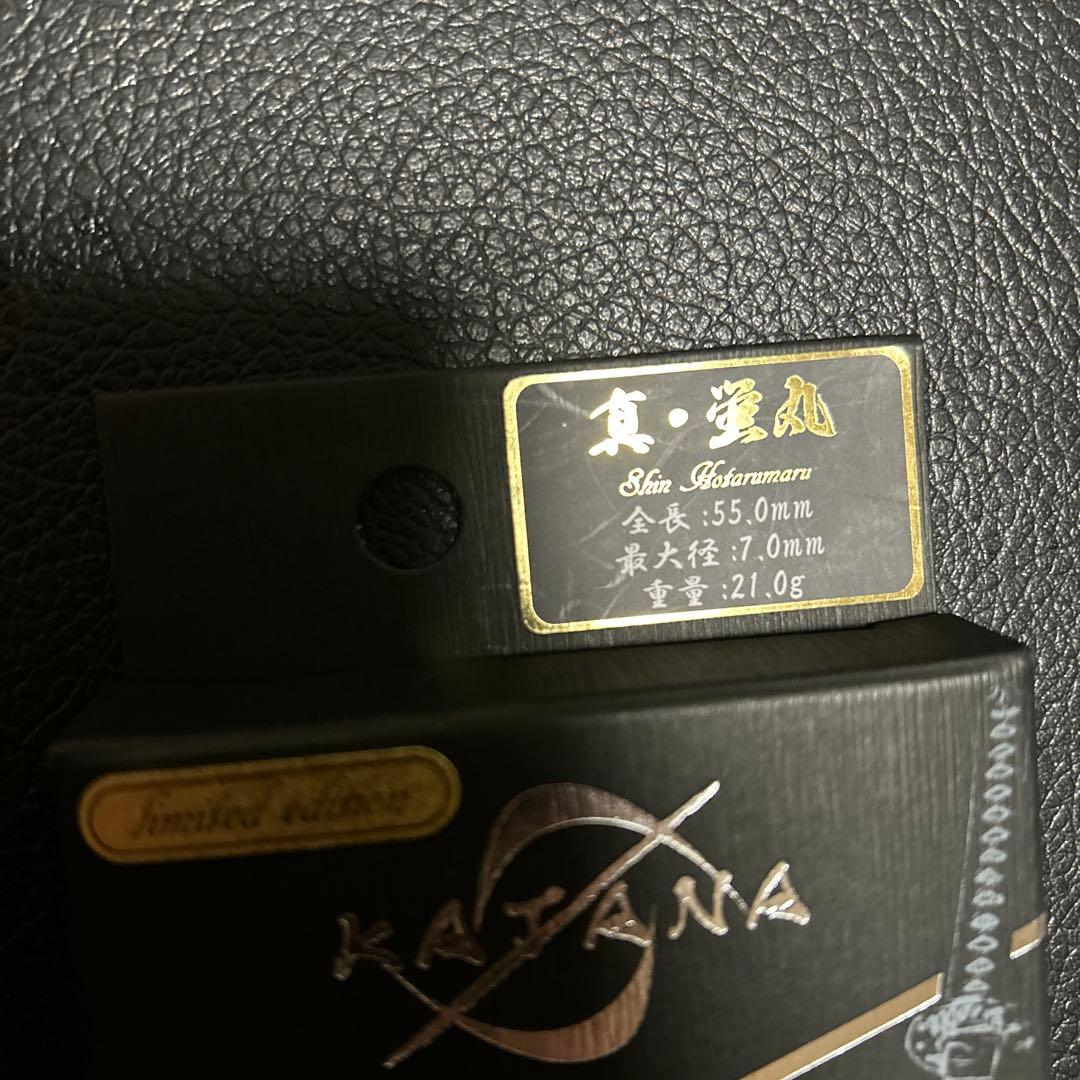 真・蛍丸
Shin Hotarumaru
全長:55.0mm
最大径:7.0mm
重量:21.0g
limited edition
KATANA